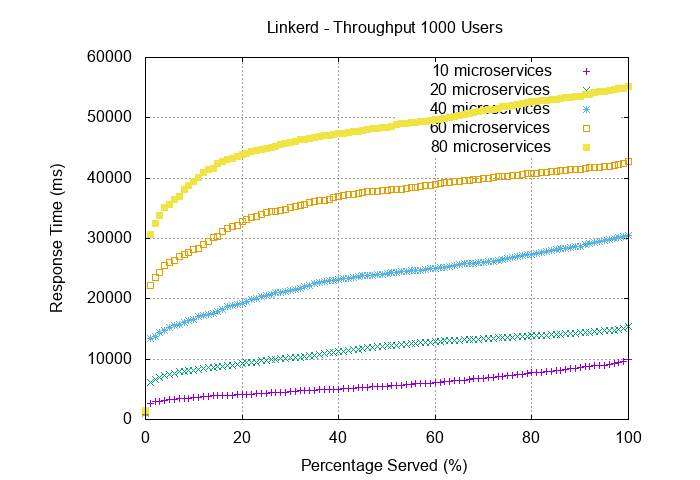 Linkerd - Throughput 1000 Users
60000
50000
40000
30000
20000
10000
0
Response Time (ms)
10 microservices
20 microservices
40 microservices
60 microservices
80 microservices
0 20 40 60 80 100
Percentage Served (%)